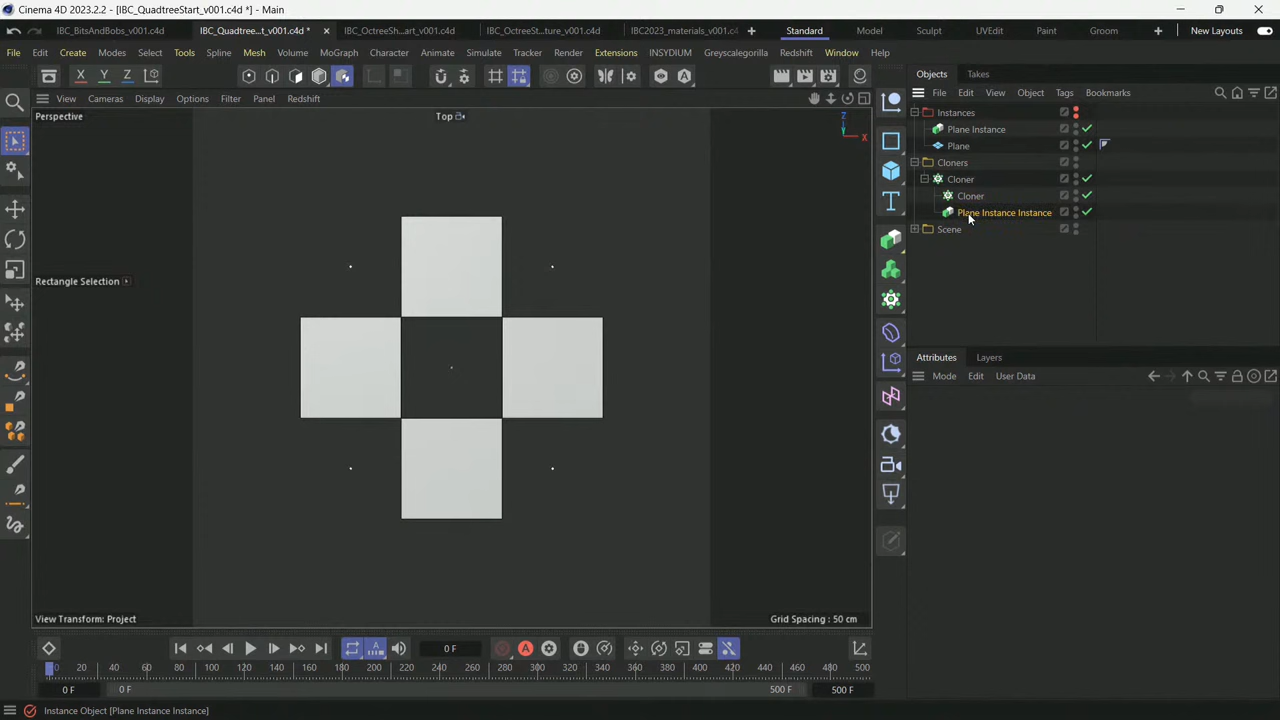 Cinema 4D 2023.2.2 - [IBC_QuadtreeStart_v001.c4d *] - Main
IBC_BitsAndBobs_v001.c4d
IBC_Quadtree...t_v001.c4d *
IBC_OctreeSh...art_v001.c4d
IBC_OctreeSt...ture_v001.c4d
IBC2023_materials_v001.c4d
Standard
Model
Sculpt
UVEdit
Paint
Groom
New Layouts
File Edit Create Modes Select Tools Spline Mesh Volume MoGraph Character Animate Simulate Tracker Render Extensions INSYDIUM Greyscalegorilla Redshift Window Help
X Y Z
Objects Takes
View Cameras Display Options Filter Panel Redshift
File Edit View Object Tags Bookmarks
Perspective
Top
Z
X
Instances
Plane Instance
Plane
Cloners
Cloner
Cloner
Plane Instance Instance
Scene
Rectangle Selection
Attributes Layers
Mode Edit User Data
View Transform: Project
Grid Spacing : 50 cm
0 F
0 20 40 60 80 100 120 140 160 180 200 220 240 260 280 300 320 340 360 380 400 420 440 460 480 500
0 F
0 F
500 F
500 F
Instance Object [Plane Instance Instance]